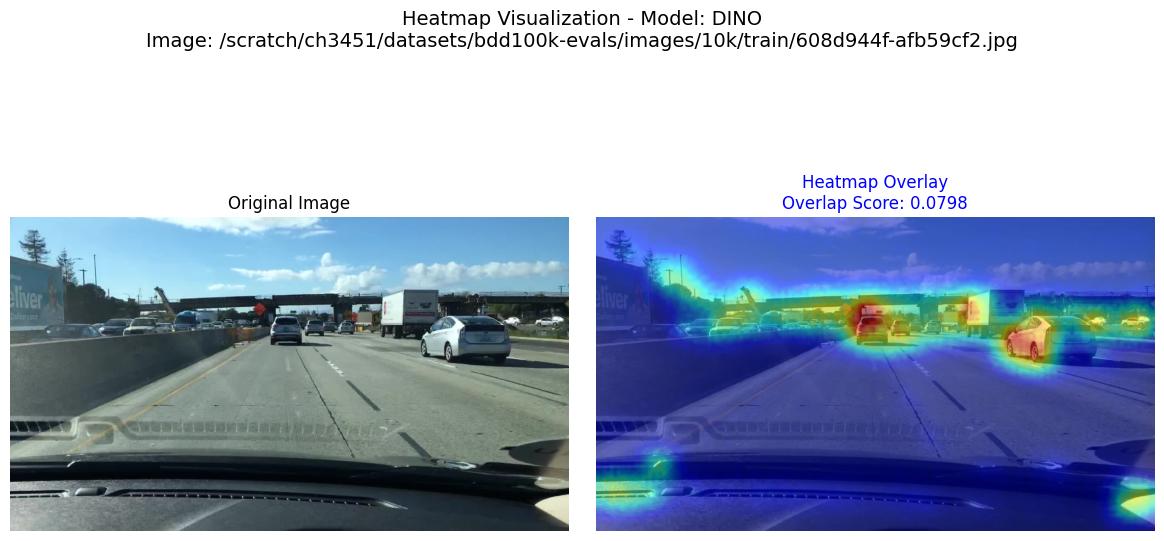 Heatmap Visualization - Model: DINO
Image: /scratch/ch3451/datasets/bdd100k-evals/images/10k/train/608d944f-afb59cf2.jpg
Original Image
Heatmap Overlay
Overlap Score: 0.0798
eliver